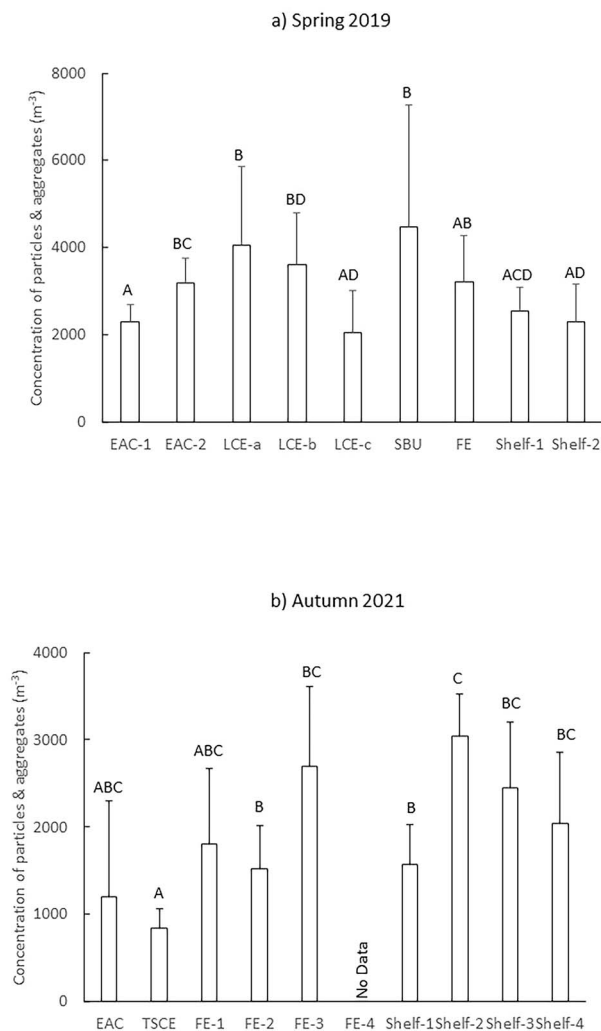 a) Spring 2019
Concentration of particles & aggregates (m⁻³)
8000
6000
4000
2000
0
A
BC
B
BD
AD
B
AB
ACD
AD
EAC-1 EAC-2 LCE-a LCE-b LCE-c SBU FE Shelf-1 Shelf-2
b) Autumn 2021
Concentration of particles & aggregates (m⁻³)
4000
3000
2000
1000
0
ABC
A
ABC
B
BC
No Data
B
C
BC
BC
EAC TSCE FE-1 FE-2 FE-3 FE-4 Shelf-1 Shelf-2 Shelf-3 Shelf-4